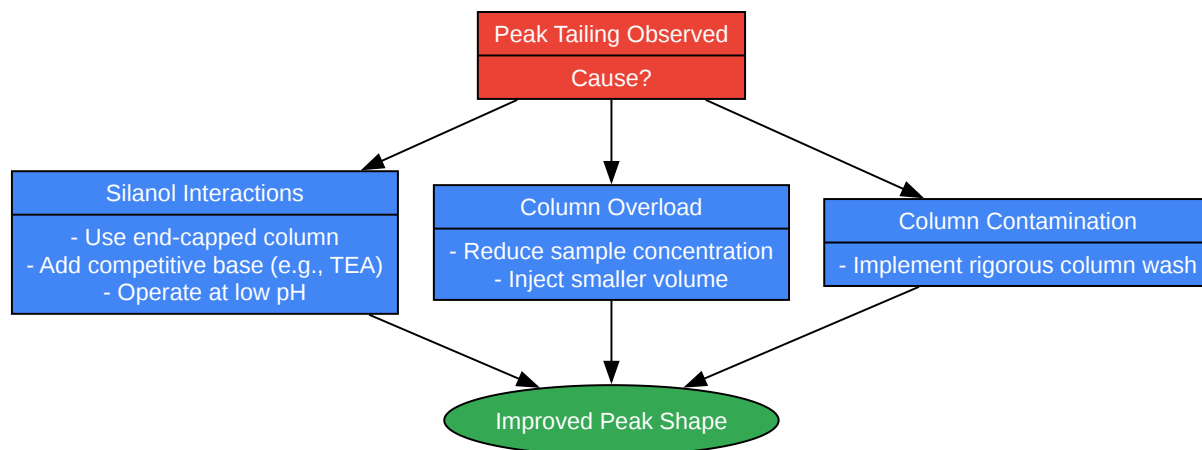 Peak Tailing Observed
Cause?
Silanol Interactions
- Use end-capped column
- Add competitive base (e.g., TEA)
- Operate at low pH
Column Overload
- Reduce sample concentration
- Inject smaller volume
Column Contamination
- Implement rigorous column wash
Improved Peak Shape